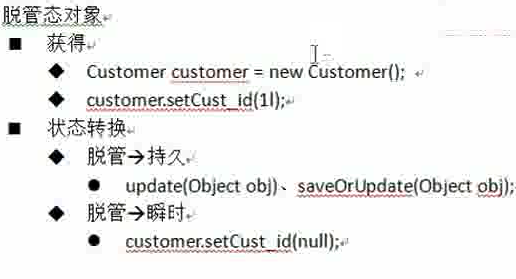 脱管态对象
■ 获得
◆ Customer customer = new Customer();
◆ customer.setCust_id(1l);
■ 状态转换
◆ 脱管→持久
● update(Object obj)、saveOrUpdate(Object obj);
◆ 脱管→瞬时
● customer.setCust_id(null);